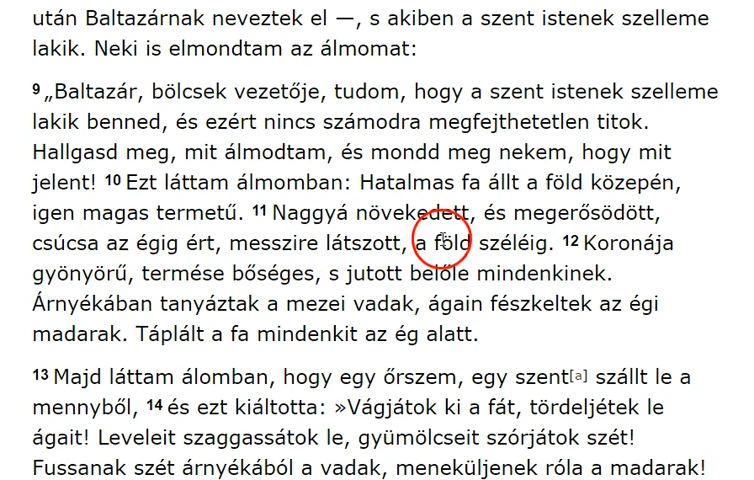 után Baltazárnak neveztek el —, s akiben a szent istenek szelleme
lakik. Neki is elmondtam az álmomat:
9 „Baltazár, bölcsek vezetője, tudom, hogy a szent istenek szelleme
lakik benned, és ezért nincs számodra megfejthetetlen titok.
Hallgasd meg, mit álmodtam, és mondd meg nekem, hogy mit
jelent! 10 Ezt láttam álmomban: Hatalmas fa állt a föld közepén,
igen magas termetű. 11 Naggyá növekedett, és megerősödött,
csúcsa az égig ért, messzire látszott, a föld széléig. 12 Koronája
gyönyörű, termése bőséges, s jutott belőle mindenkinek.
Árnyékában tanyáztak a mezei vadak, ágain fészkeltek az égi
madarak. Táplált a fa mindenkit az ég alatt.
13 Majd láttam álomban, hogy egy őrszem, egy szent[a] szállt le a
mennyből, 14 és ezt kiáltotta: »Vágjátok ki a fát, tördeljétek le
ágait! Leveleit szaggassátok le, gyümölcseit szórjátok szét!
Fussanak szét árnyékából a vadak, meneküljenek róla a madarak!